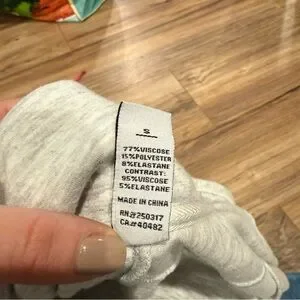 S
77%VISCOSE
15%POLYESTER
8%ELASTANE
CONTRAST:
95%VISCOSE
5%ELASTANE
MADE IN CHINA
RN#250317
CA#40482